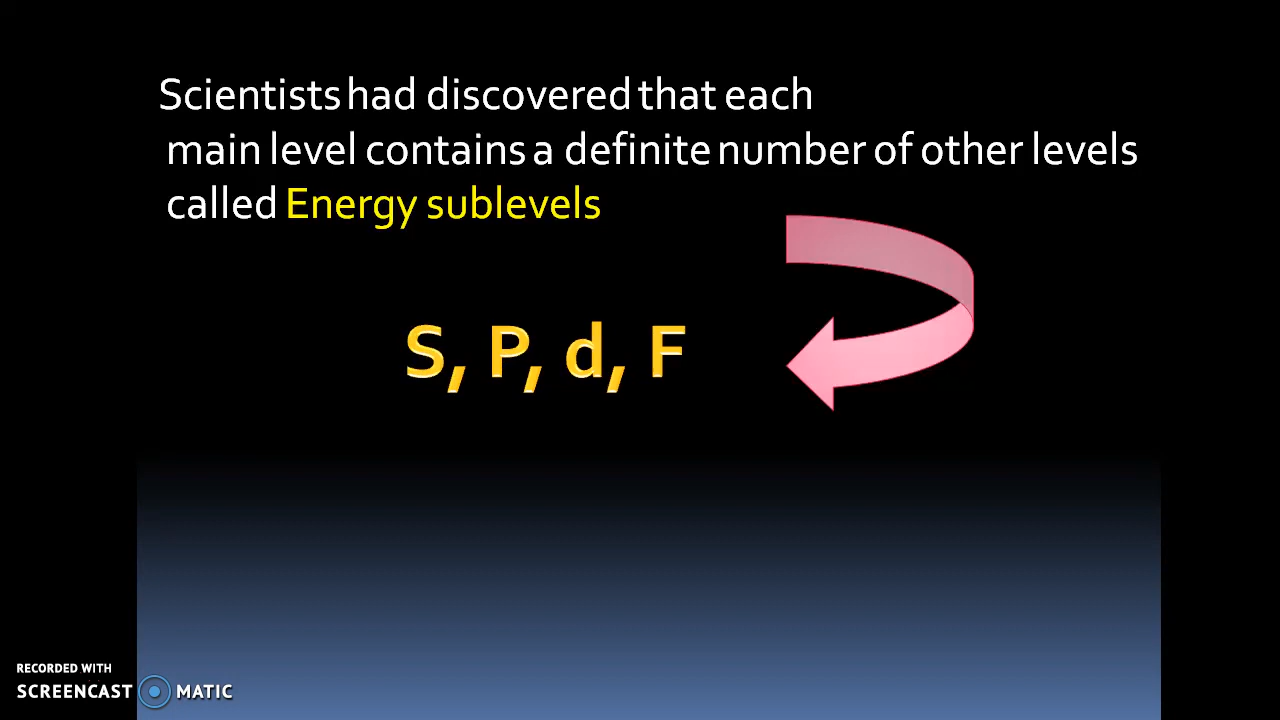 Scientists had discovered that each
main level contains a definite number of other levels
called Energy sublevels
S, P, d, F
RECORDED WITH
SCREENCAST MATIC